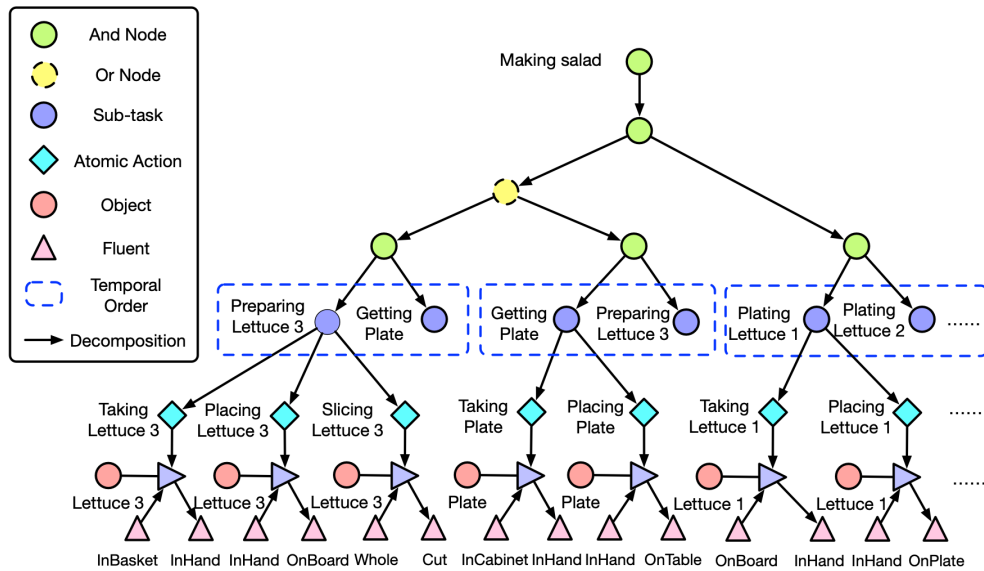 And Node
Or Node
Sub-task
Atomic Action
Object
Fluent
Temporal
Order
Decomposition
Making salad
Preparing
Lettuce 3
Getting
Plate
Getting
Plate
Preparing
Lettuce 3
Plating
Lettuce 1
Plating
Lettuce 2
......
Taking
Lettuce 3
Placing
Lettuce 3
Slicing
Lettuce 3
Taking
Plate
Placing
Plate
Taking
Lettuce 1
Placing
Lettuce 1
......
Lettuce 3
Lettuce 3
Lettuce 3
Plate
Plate
Lettuce 1
Lettuce 1
......
InBasket
InHand
InHand
OnBoard
Whole
Cut
InCabinet
InHand
InHand
OnTable
OnBoard
InHand
InHand
OnPlate